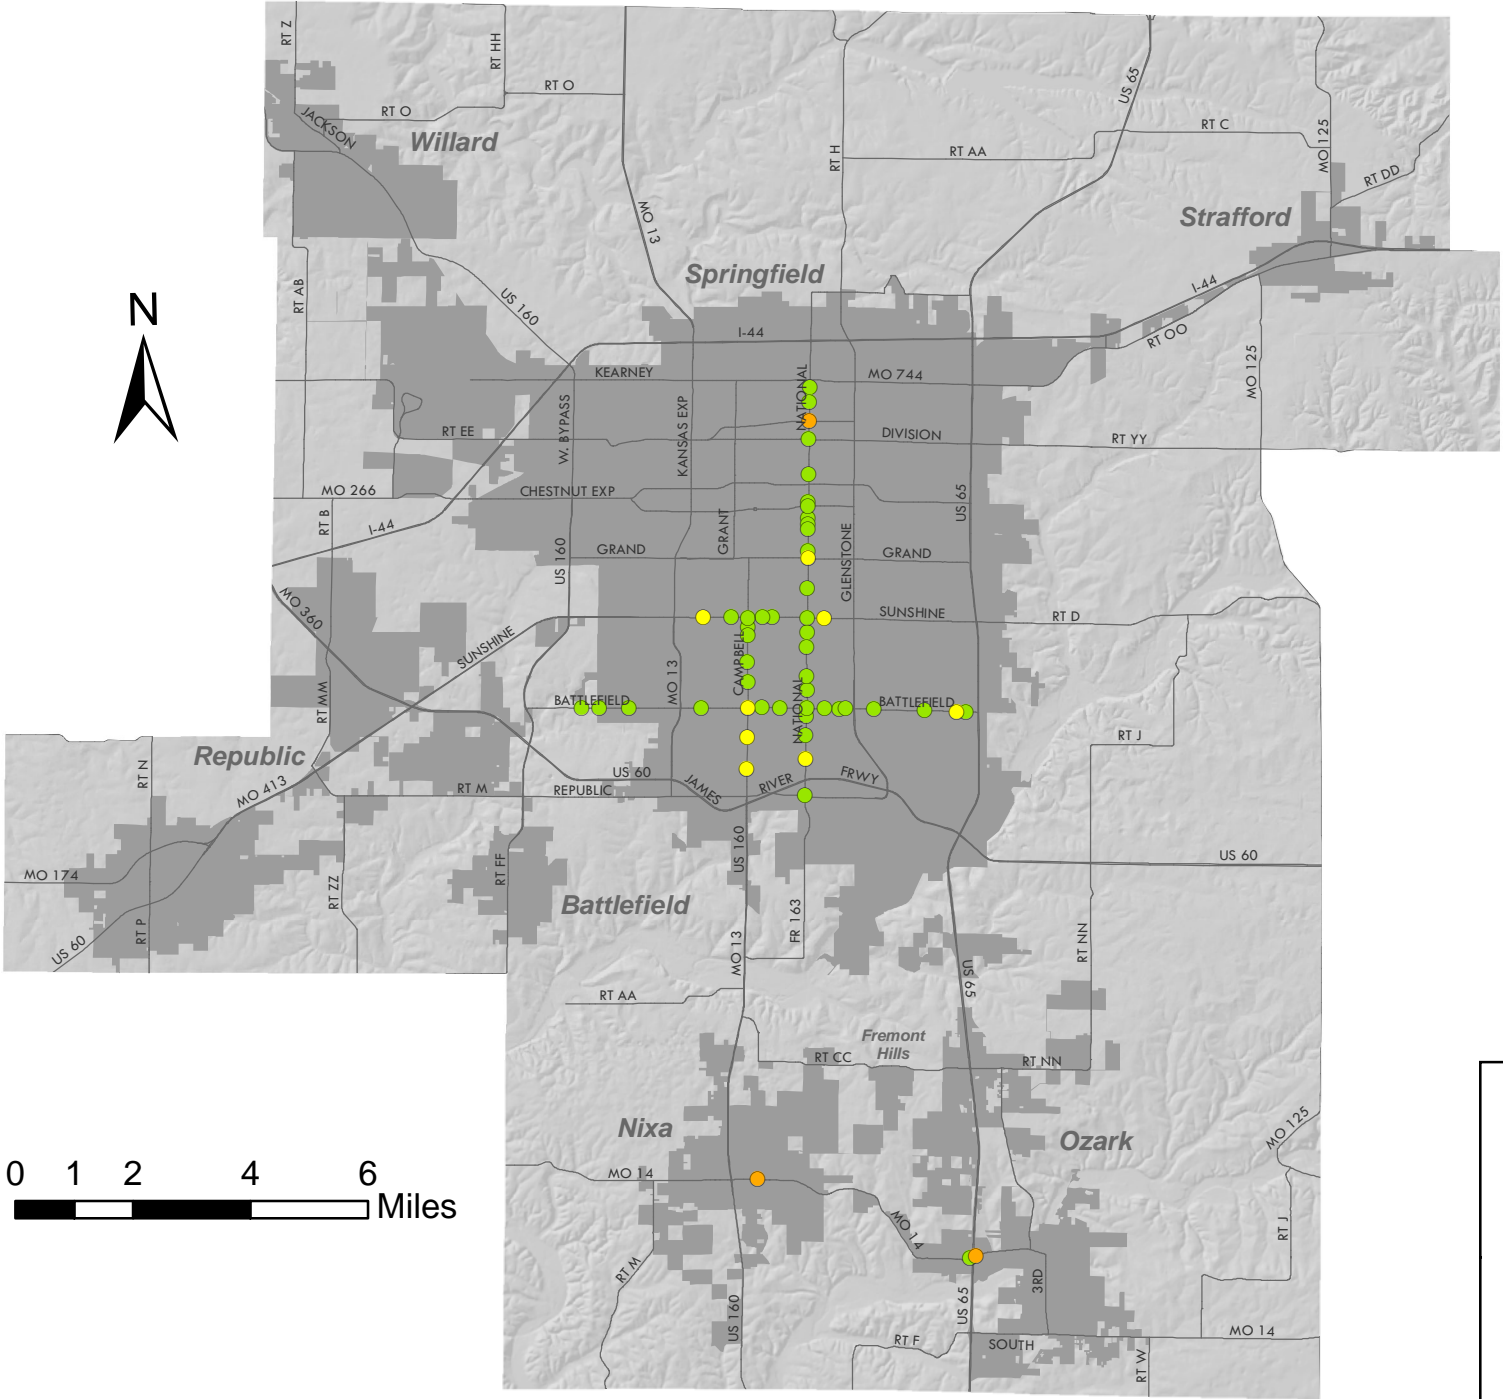 RT Z
RT HH
RT O
RT O
JACKSON
Willard
US 65
RT C
RT AA
RT H
MO 125
RT DD
MO 13
Strafford
Springfield
RT AB
US 160
I-44
I-44
RT OO
N
MO 125
KEARNEY
MO 744
NATIONAL
W. BYPASS
KANSAS EXP
RT EE
DIVISION
RT YY
MO 266
CHESTNUT EXP
US 65
RT B
I-44
GRANT
GLENSTONE
US 160
GRAND
GRAND
MO 360
SUNSHINE
RT D
SUNSHINE
CAMPBELL
MO 13
RT MM
BATTLEFIELD
NATIONAL
BATTLEFIELD
RT J
Republic
RT N
MO 413
RT M
US 60
REPUBLIC
JAMES
RIVER
FRWY
US 160
US 60
MO 174
RT ZZ
RT FF
Battlefield
RT P
US 60
FR 163
MO 13
RT NN
US 65
RT AA
Fremont
Hills
RT CC
RT NN
Nixa
Ozark
MO 125
0 1 2 4 6
Miles
MO 14
MO 14
RT J
RT M
3RD
US 160
US 65
RT F
SOUTH
MO 14
RT W